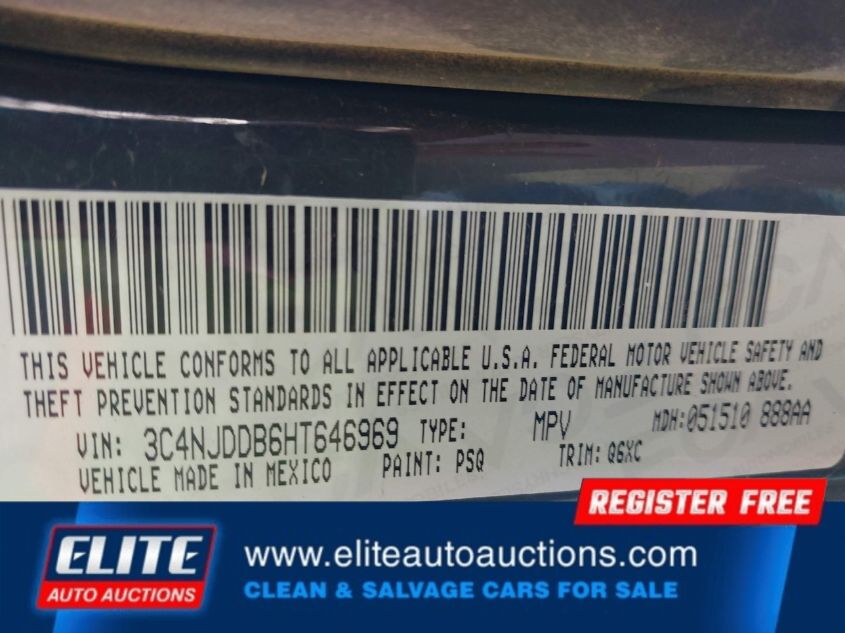 THIS VEHICLE CONFORMS TO ALL APPLICABLE U.S.A. FEDERAL MOTOR VEHICLE SAFETY AND
THEFT PREVENTION STANDARDS IN EFFECT ON THE DATE OF MANUFACTURE SHOWN ABOVE.
VIN: 3C4NJDDB6HT646969 TYPE: MPV MDH:051510 888AA
VEHICLE MADE IN MEXICO PAINT: PSQ TRIM: Q6XC
REGISTER FREE
ELITE
AUTO AUCTIONS
www.eliteautoauctions.com
CLEAN & SALVAGE CARS FOR SALE